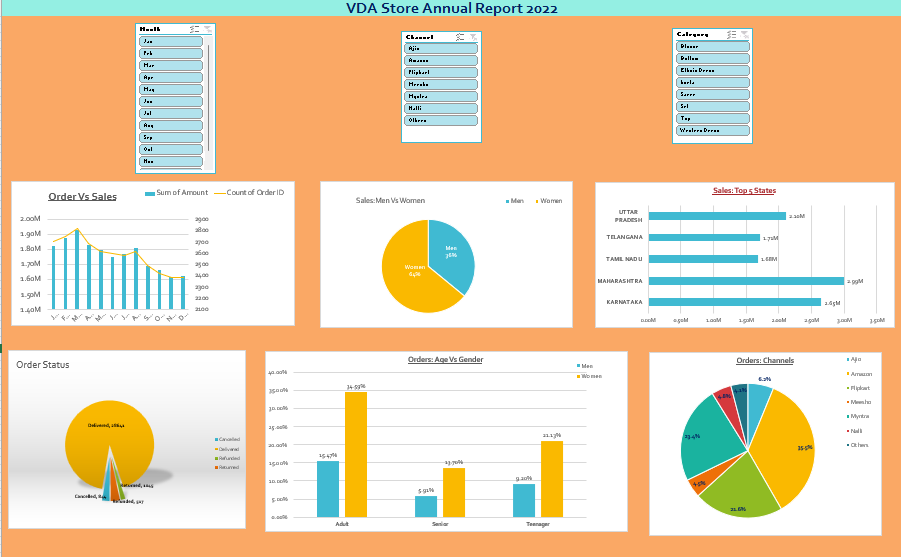 VDA Store Annual Report 2022
Month
Jan
Feb
Mar
Apr
May
Jun
Jul
Aug
Sep
Oct
Nov
Channel
Ajio
Amazon
Flipkart
Meesho
Myntra
Nalli
Others
Category
Blouse
Bottom
Ethnic Dress
kurta
Saree
Set
Top
Western Dress
Order Vs Sales
Sum of Amount
Count of Order ID
2.00M
1.90M
1.80M
1.70M
1.60M
1.50M
1.40M
2900
2800
2700
2600
2500
2400
2300
2200
2100
J...
F...
M...
A...
M...
J...
J...
A...
S...
O...
N...
D...
Sales:Men Vs Women
Men
Women
Men
36%
Women
64%
Sales: Top 5 States
UTTAR
PRADESH
2.10M
TELANGANA
1.71M
TAMIL NADU
1.68M
MAHARASHTRA
2.99M
KARNATAKA
2.65M
0.00M 0.50M 1.00M 1.50M 2.00M 2.50M 3.00M 3.50M
Order Status
Delivered, 28641
Cancelled
Delivered
Refunded
Returned
Returned, 1045
Cancelled, 844
Refunded, 517
Orders: Age Vs Gender
Men
Women
40.00%
35.00%
30.00%
25.00%
20.00%
15.00%
10.00%
5.00%
0.00%
15.47%
34.59%
5.91%
13.70%
9.20%
21.13%
Adult
Senior
Teenager
Orders: Channels
Ajio
Amazon
Flipkart
Meesho
Myntra
Nalli
Others
6.2%
35.5%
21.6%
4.5%
23.4%
4.8%
4.1%